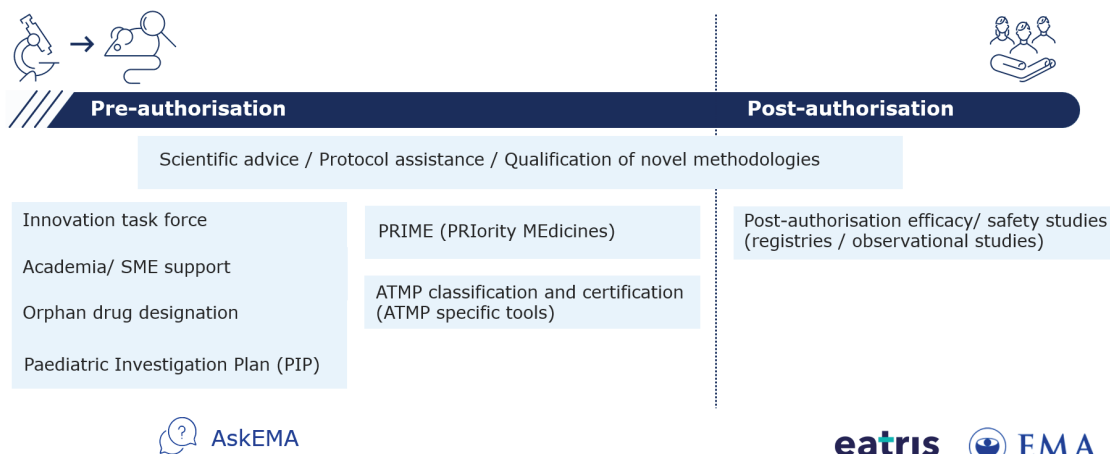 Pre-authorisation
Post-authorisation
Scientific advice / Protocol assistance / Qualification of novel methodologies
Innovation task force
Academia/ SME support
Orphan drug designation
Paediatric Investigation Plan (PIP)
PRIME (PRIority MEdicines)
ATMP classification and certification
(ATMP specific tools)
Post-authorisation efficacy/ safety studies
(registries / observational studies)
? AskEMA
eatris
EMA